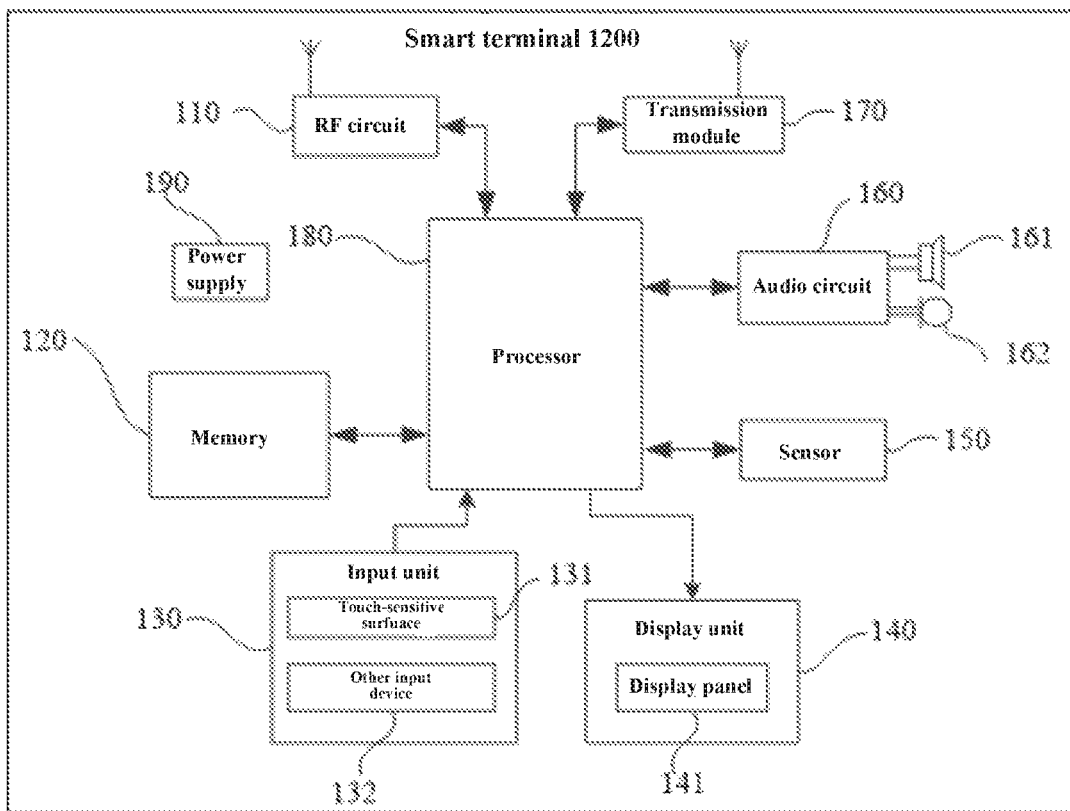 Smart terminal 1200
110
RF circuit
Transmission
module
170
190
Power
supply
180
160
161
Audio circuit
162
Processor
120
Memory
Sensor
150
Input unit
131
Touch-sensitive
surfuace
130
Other input
device
132
Display unit
140
Display panel
141